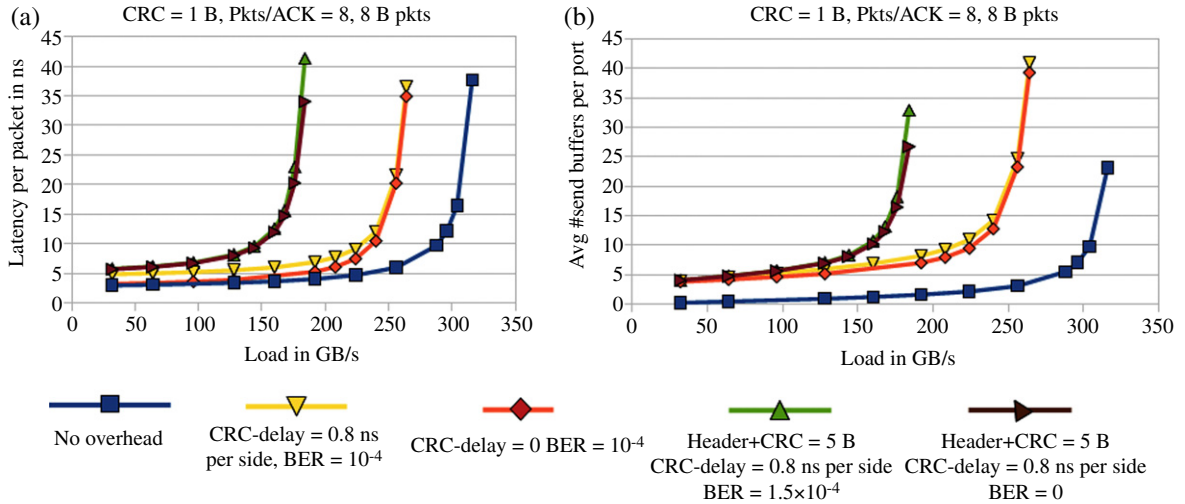 (a)
CRC = 1 B, Pkts/ACK = 8, 8 B pkts
Latency per packet in ns
45
40
35
30
25
20
15
10
5
0
0 50 100 150 200 250 300 350
Load in GB/s
(b)
CRC = 1 B, Pkts/ACK = 8, 8 B pkts
Avg #send buffers per port
45
40
35
30
25
20
15
10
5
0
0 50 100 150 200 250 300 350
Load in GB/s
No overhead
CRC-delay = 0.8 ns
per side, BER = 10⁻⁴
CRC-delay = 0 BER = 10⁻⁴
Header+CRC = 5 B
CRC-delay = 0.8 ns per side
BER = 1.5×10⁻⁴
Header+CRC = 5 B
CRC-delay = 0.8 ns per side
BER = 0